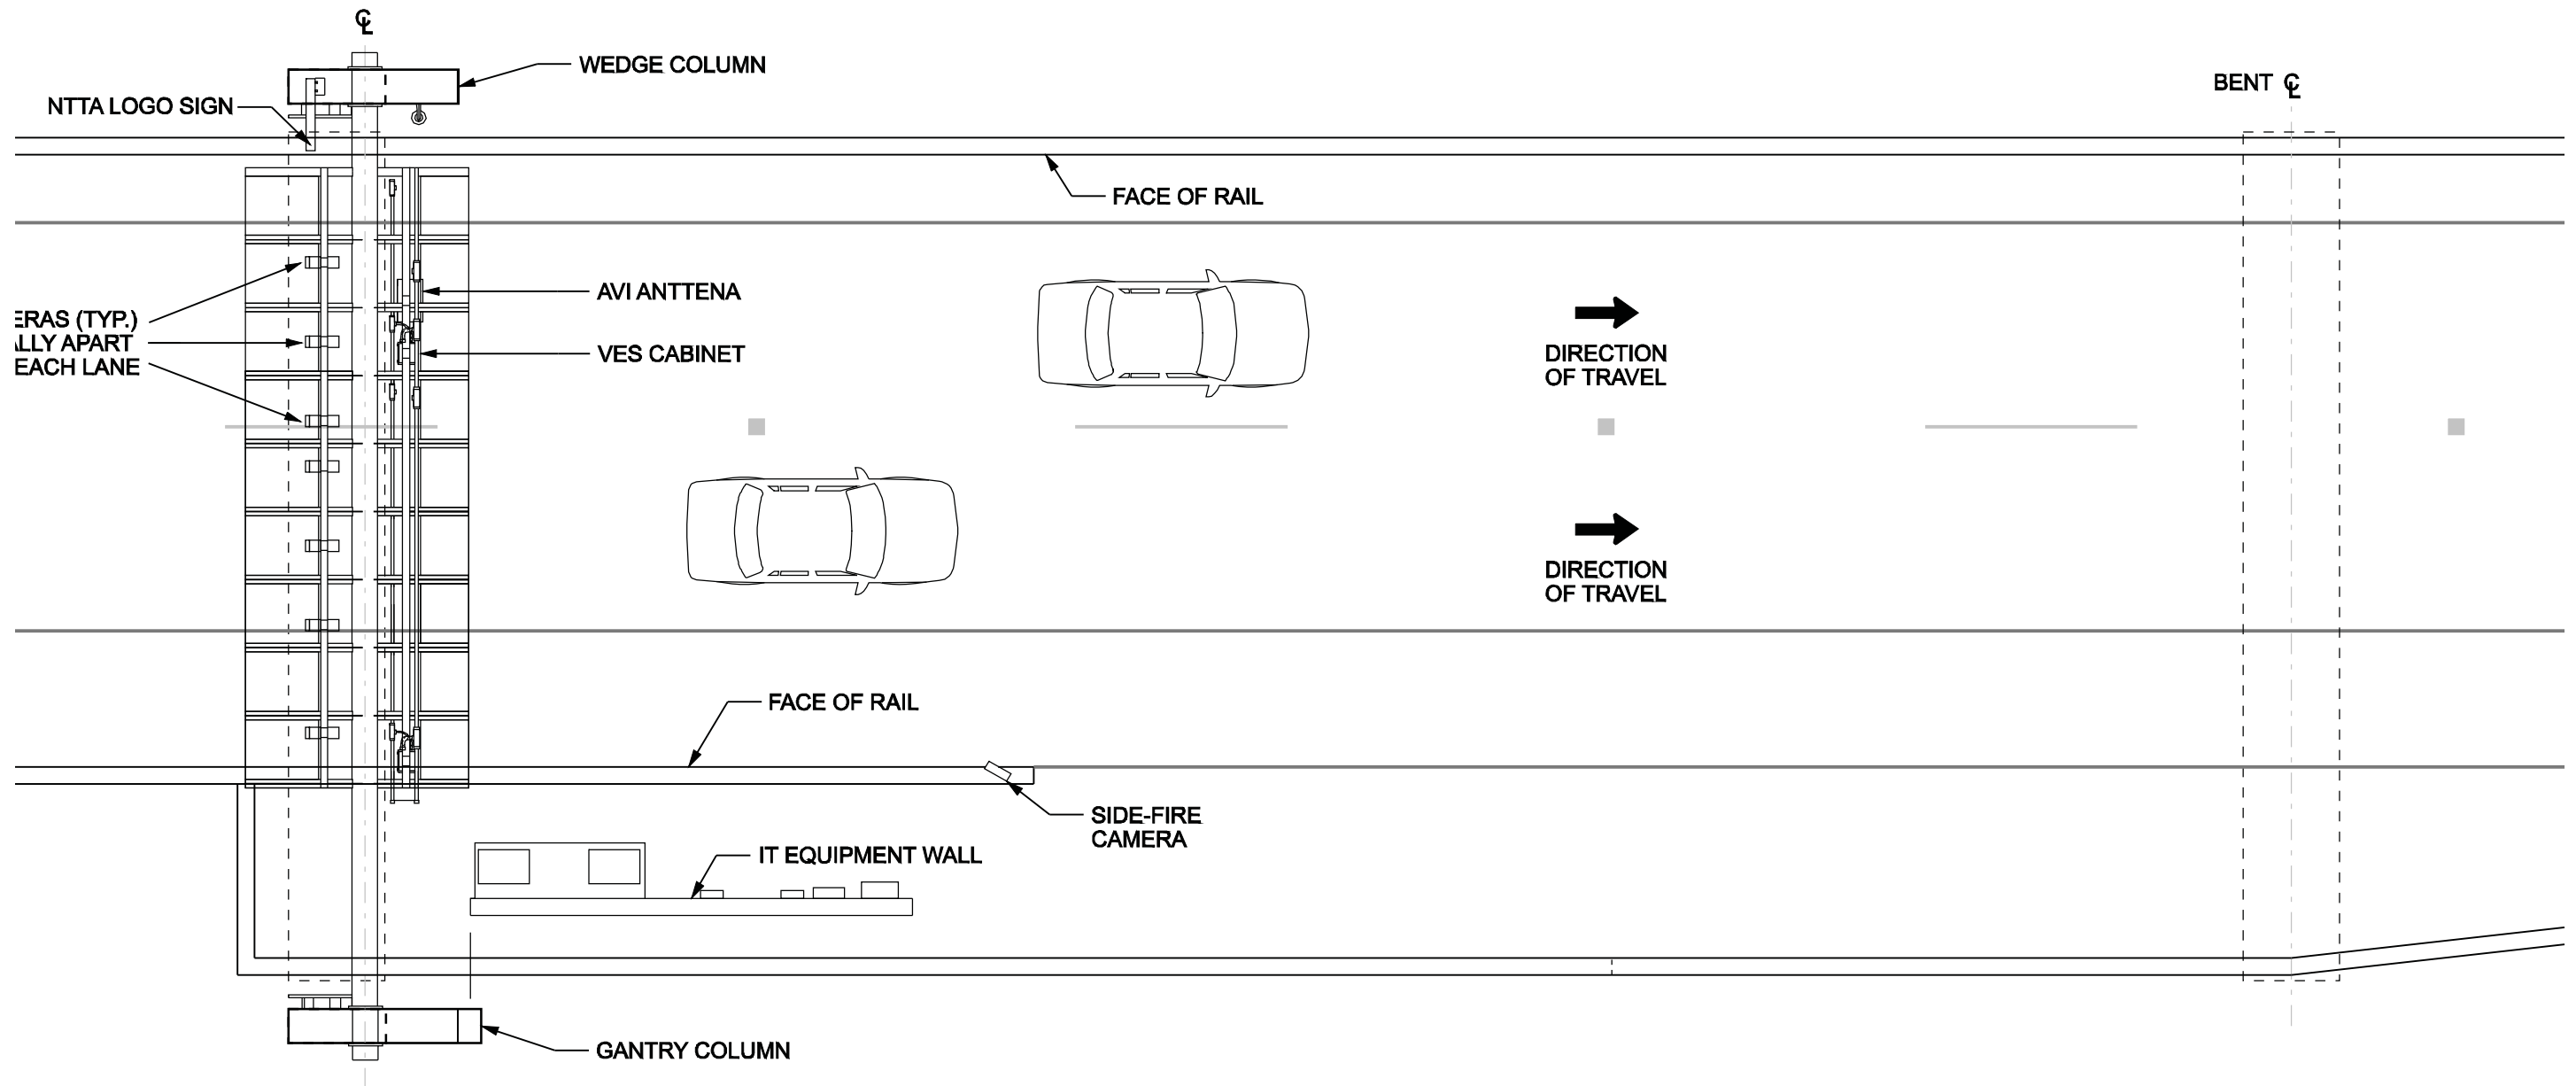 ℄
WEDGE COLUMN
BENT ℄
NTTA LOGO SIGN
FACE OF RAIL
AVI ANTTENA
ERAS (TYP.)
LLY APART
EACH LANE
VES CABINET
DIRECTION
OF TRAVEL
DIRECTION
OF TRAVEL
FACE OF RAIL
SIDE-FIRE
CAMERA
IT EQUIPMENT WALL
GANTRY COLUMN